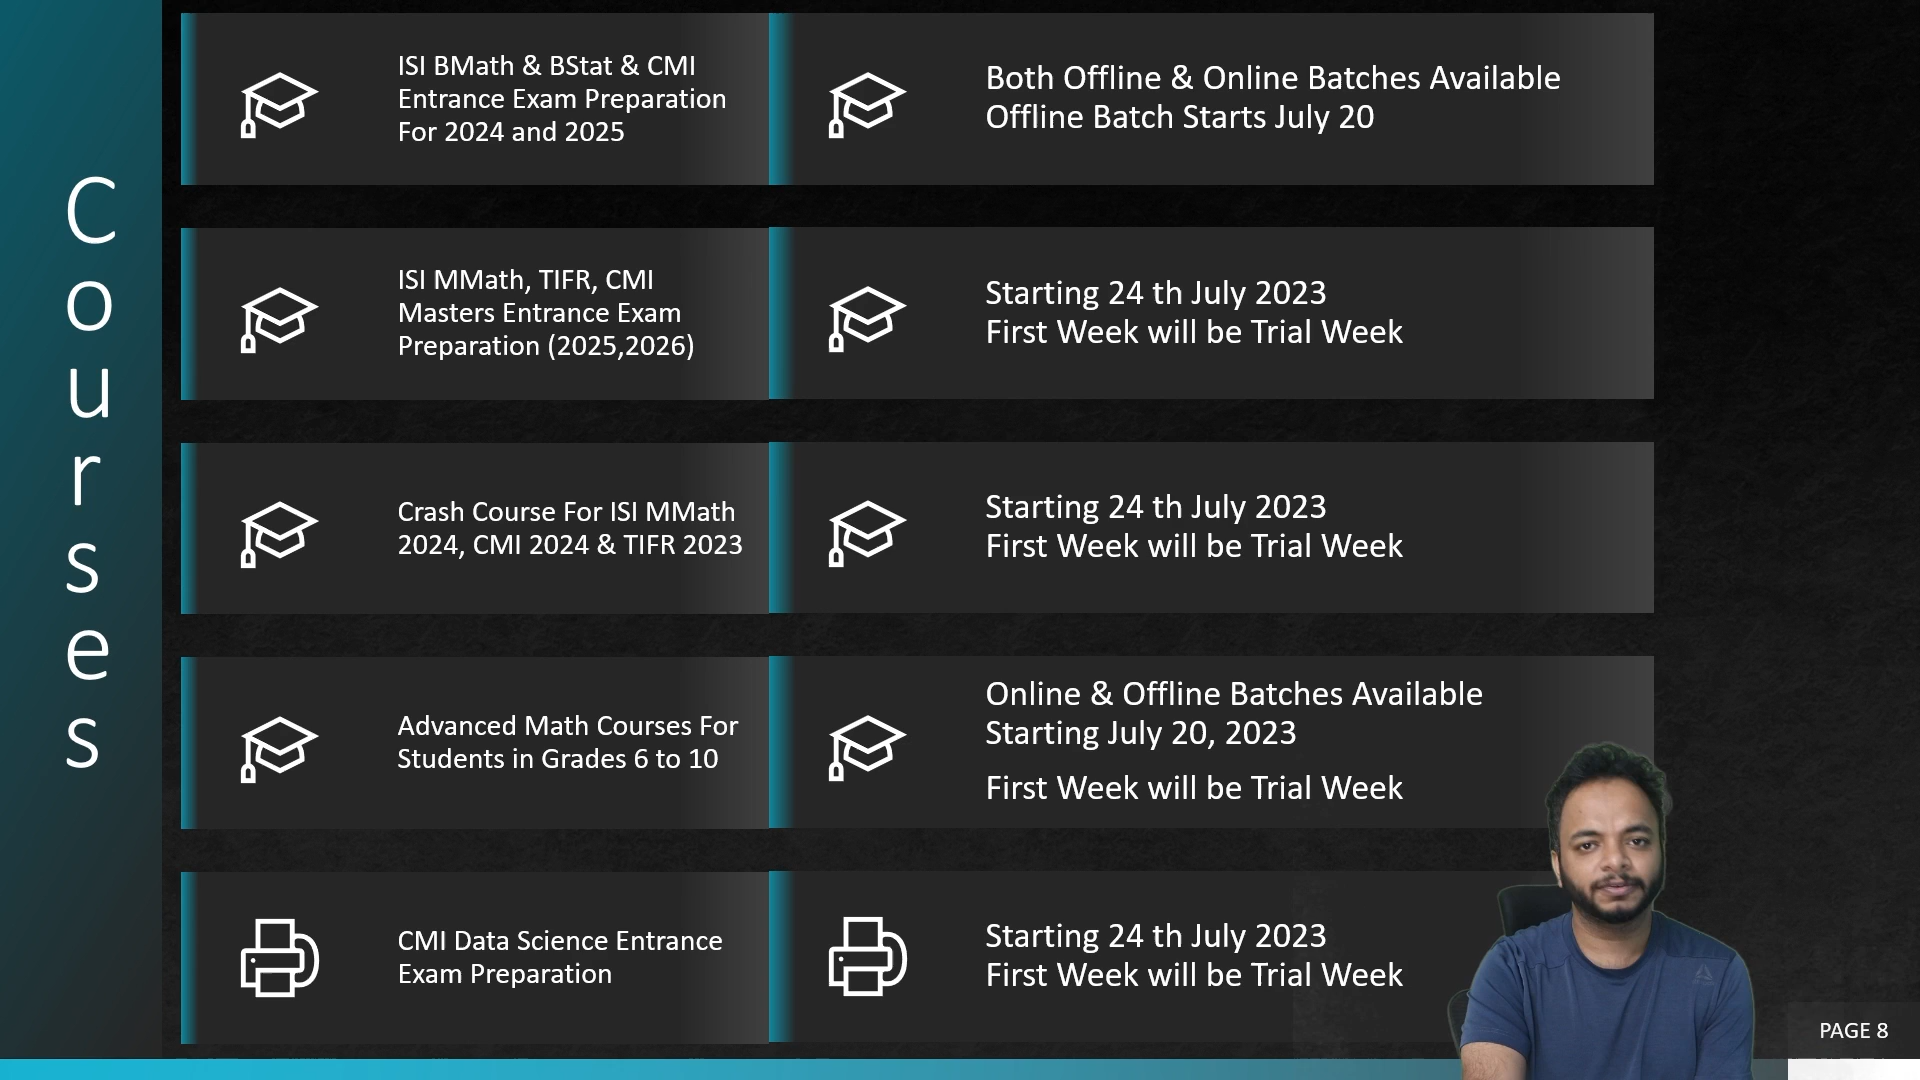 Courses
ISI BMath & BStat & CMI
Entrance Exam Preparation
For 2024 and 2025
Both Offline & Online Batches Available
Offline Batch Starts July 20
ISI MMath, TIFR, CMI
Masters Entrance Exam
Preparation (2025,2026)
Starting 24 th July 2023
First Week will be Trial Week
Crash Course For ISI MMath
2024, CMI 2024 & TIFR 2023
Starting 24 th July 2023
First Week will be Trial Week
Advanced Math Courses For
Students in Grades 6 to 10
Online & Offline Batches Available
Starting July 20, 2023
First Week will be Trial Week
CMI Data Science Entrance
Exam Preparation
Starting 24 th July 2023
First Week will be Trial Week
PAGE 8